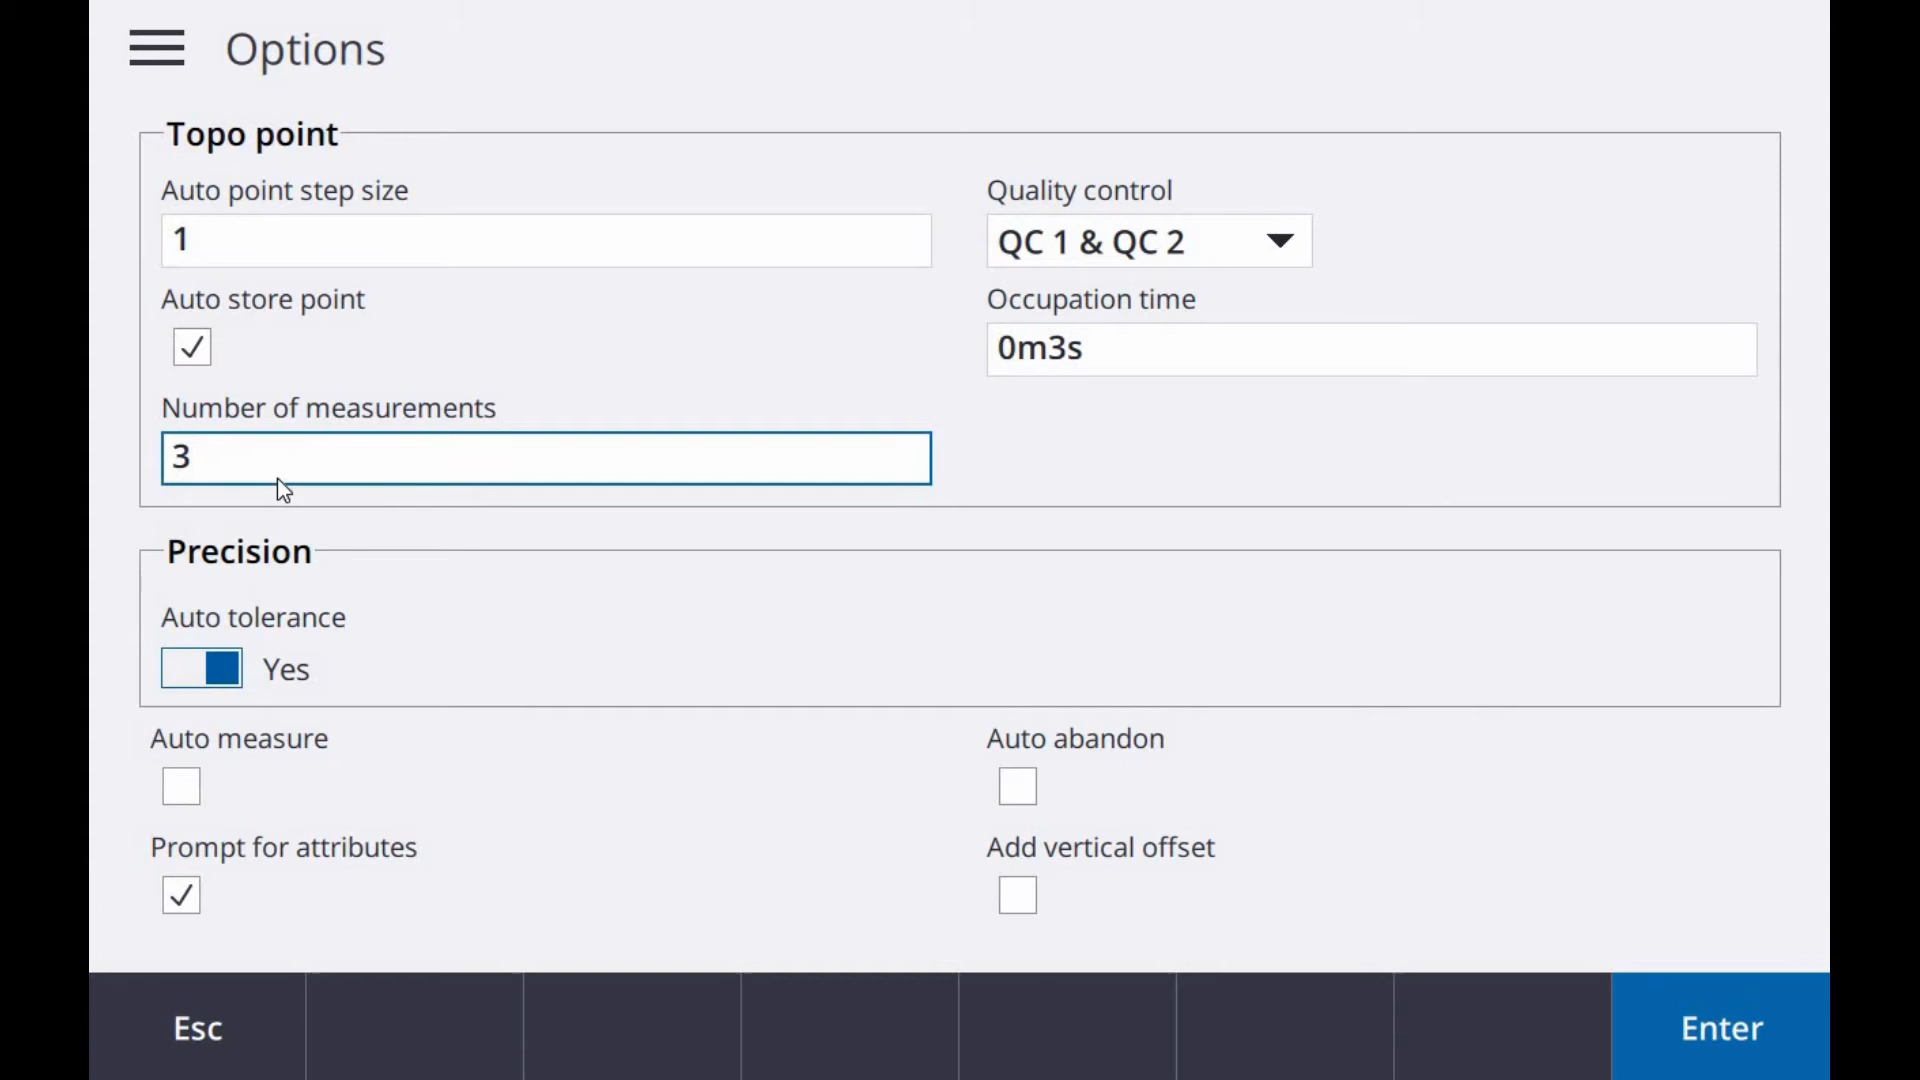 Options
Topo point
Auto point step size
1
Quality control
QC 1 & QC 2
Auto store point
Occupation time
0m3s
Number of measurements
3
Precision
Auto tolerance
Yes
Auto measure
Auto abandon
Prompt for attributes
Add vertical offset
Esc
Enter